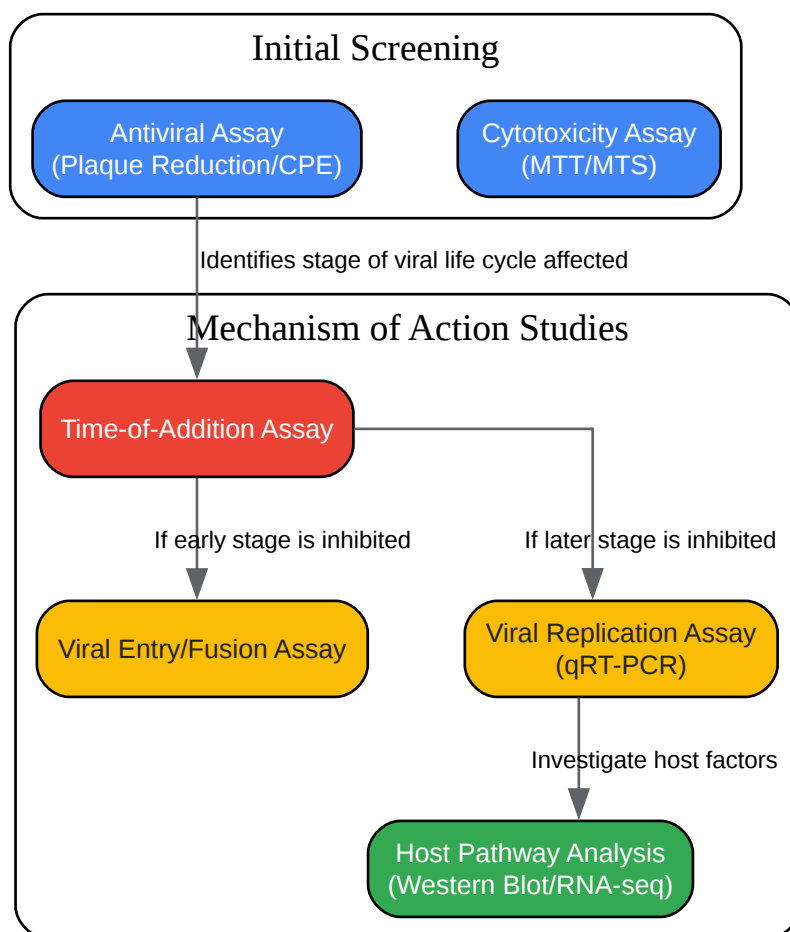 Initial Screening
Antiviral Assay
(Plaque Reduction/CPE)
Cytotoxicity Assay
(MTT/MTS)
Identifies stage of viral life cycle affected
Mechanism of Action Studies
Time-of-Addition Assay
If early stage is inhibited
If later stage is inhibited
Viral Entry/Fusion Assay
Viral Replication Assay
(qRT-PCR)
Investigate host factors
Host Pathway Analysis
(Western Blot/RNA-seq)